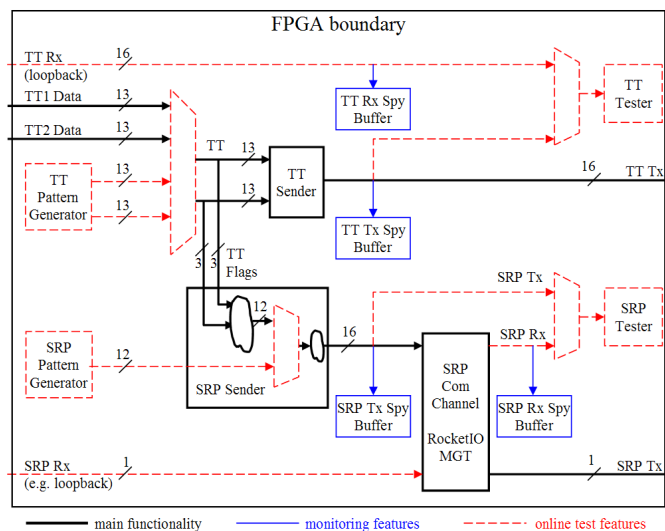 FPGA boundary
TT Rx
16
(loopback)
TT1 Data
13
TT2 Data
13
TT
Pattern
Generator
13
13
TT
13
13
TT
Sender
TT Rx Spy
Buffer
TT
Tester
16
TT Tx
TT Tx Spy
Buffer
3
3
TT
Flags
12
SRP Sender
16
SRP
Pattern
Generator
12
SRP Tx
SRP Rx
SRP
Tester
SRP Tx Spy
Buffer
SRP
Com
Channel
RocketIO
MGT
SRP Rx Spy
Buffer
SRP Rx
1
(e.g. loopback)
1
SRP Tx
main functionality
monitoring features
online test features